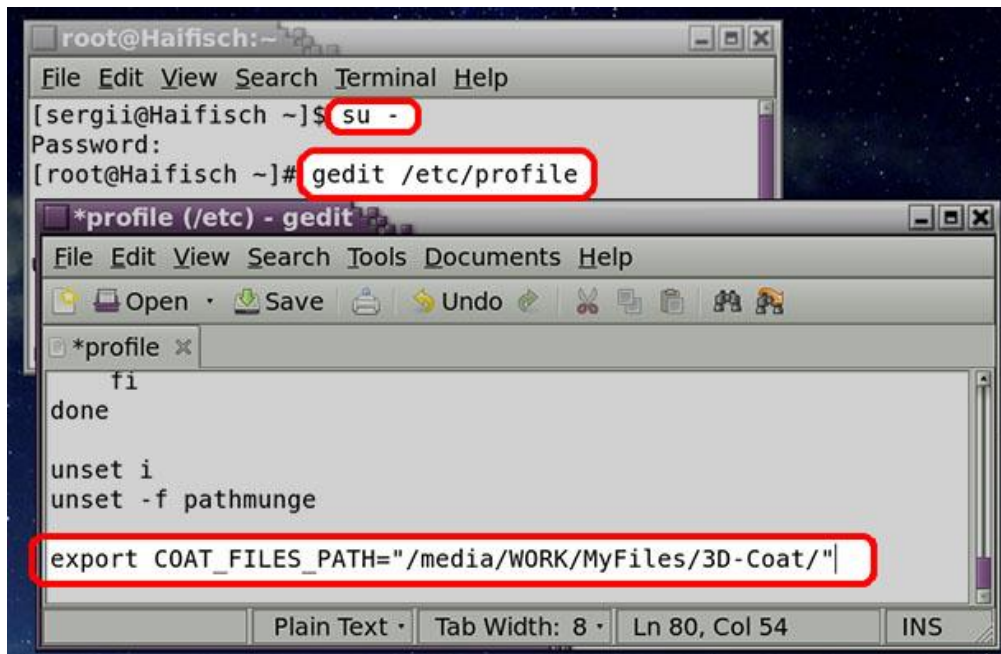 root@Haifisch:~
File Edit View Search Terminal Help
[sergii@Haifisch ~]$ su -
Password:
[root@Haifisch ~]# gedit /etc/profile
*profile (/etc) - gedit
File Edit View Search Tools Documents Help
Open Save Undo
*profile
fi
done
unset i
unset -f pathmunge
export COAT_FILES_PATH="/media/WORK/MyFiles/3D-Coat/"
Plain Text Tab Width: 8 Ln 80, Col 54 INS